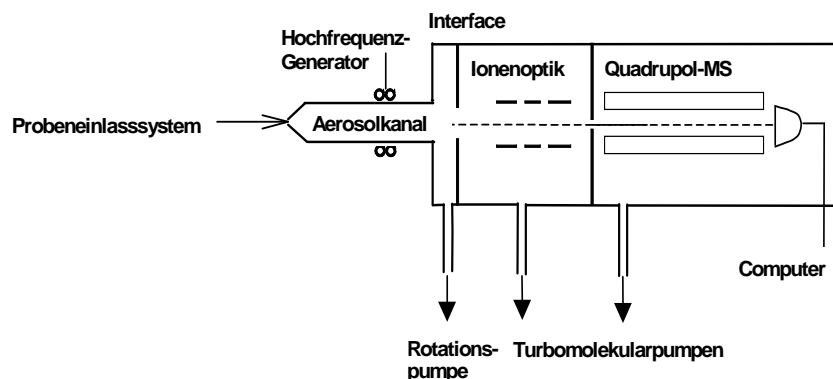 Interface
Hochfrequenz-
Generator
Ionenoptik
Quadrupol-MS
Probeneinlasssystem
Aerosolkanal
Computer
Rotations-
pumpe
Turbomolekularpumpen